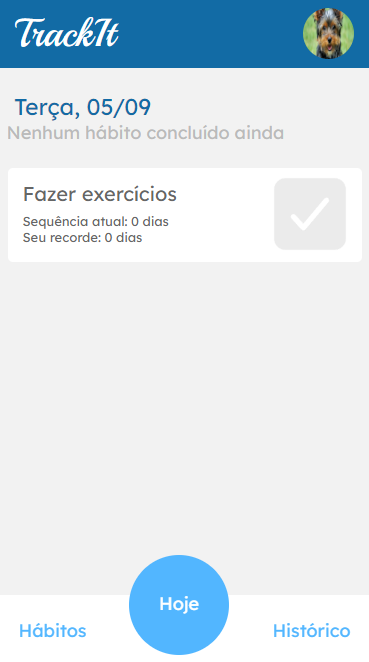 TrackIt
Terça, 05/09
Nenhum hábito concluído ainda
Fazer exercícios
Sequência atual: 0 dias
Seu recorde: 0 dias
Hoje
Hábitos
Histórico